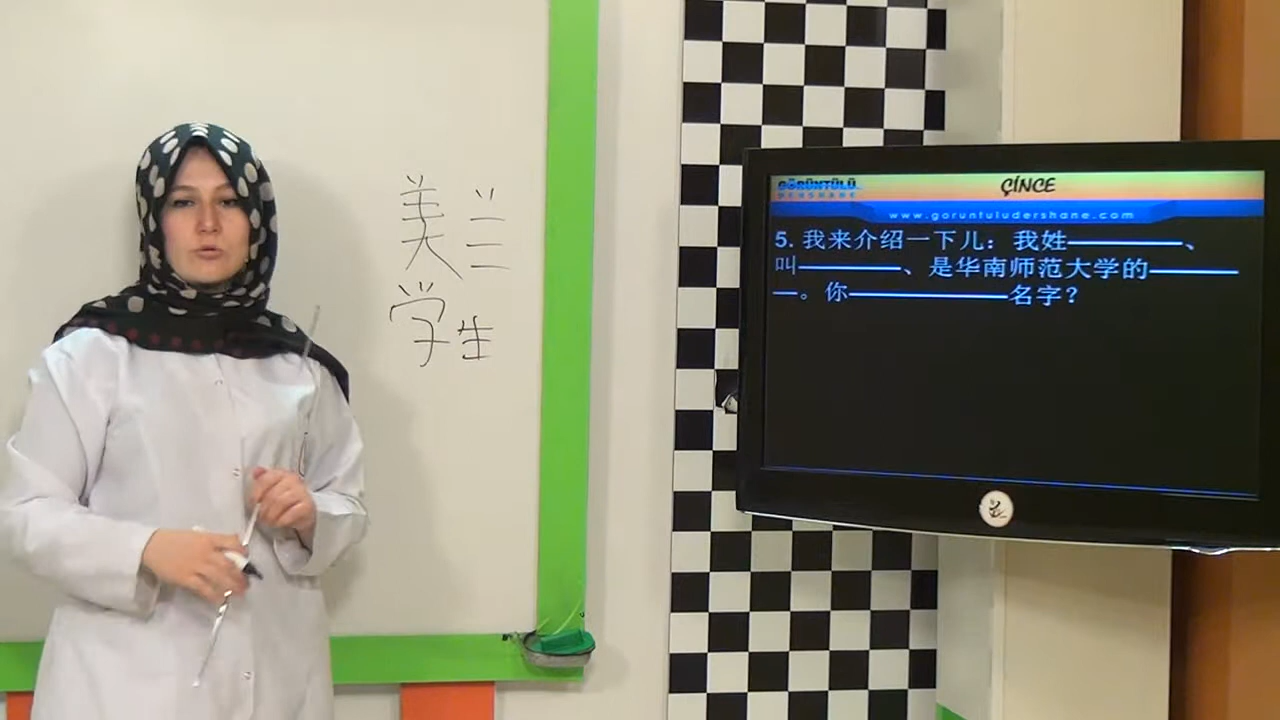 美兰
学生
GÖRÜNTÜLÜ
DERSHANE
ÇİNCE
www.goruntuludershane.com
5. 我来介绍一下儿：我姓————、
叫————、是华南师范大学的———
—。你——————名字？